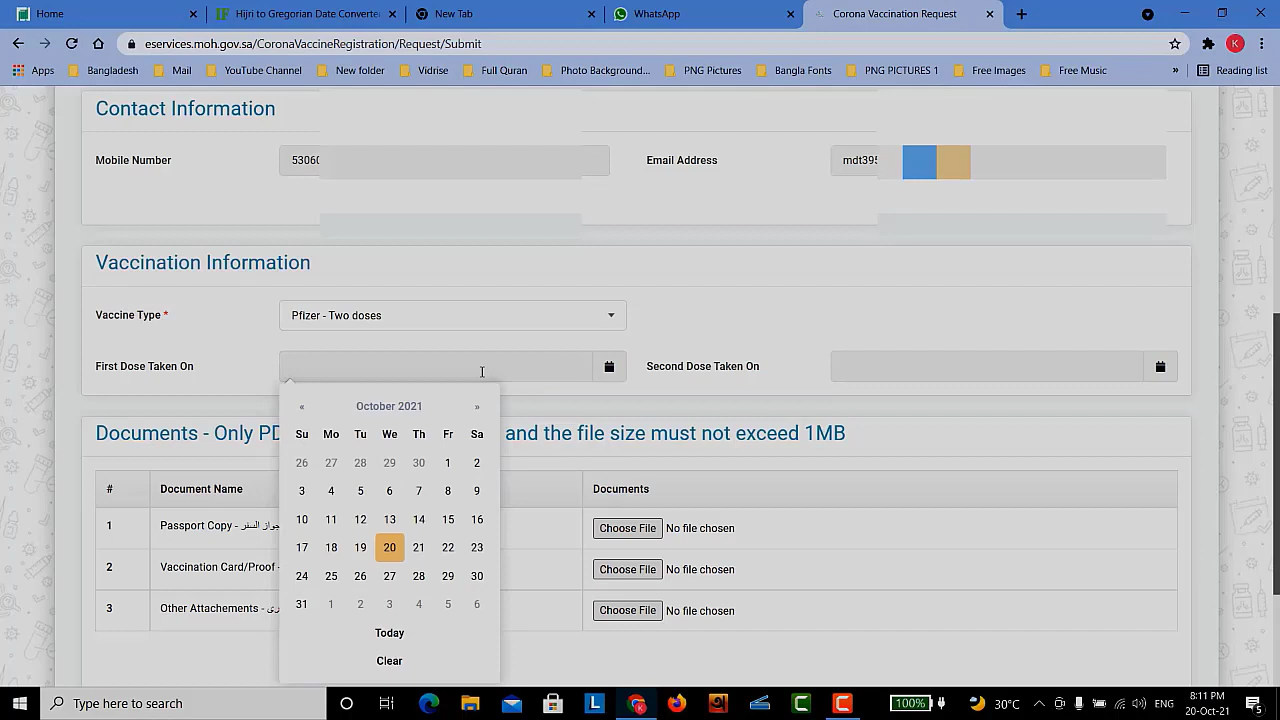 Home
Hijri to Gregorian Date Converte
New Tab
WhatsApp
Corona Vaccination Request
eservices.moh.gov.sa/CoronaVaccineRegistration/Request/Submit
K
Apps
Bangladesh
Mail
YouTube Channel
New folder
Vidrise
Full Quran
Photo Background...
PNG Pictures
Bangla Fonts
PNG PICTURES 1
Free Images
Free Music
»
Reading list
Contact Information
Mobile Number
5306
Email Address
mdt395
Vaccination Information
Vaccine Type *
Pfizer - Two doses
First Dose Taken On
Second Dose Taken On
« October 2021 »
Su Mo Tu We Th Fr Sa
26 27 28 29 30 1 2
3 4 5 6 7 8 9
10 11 12 13 14 15 16
17 18 19 20 21 22 23
24 25 26 27 28 29 30
31 1 2 3 4 5 6
Today
Clear
Documents - Only PD
and the file size must not exceed 1MB
# Document Name Documents
1 Passport Copy - جواز السفر Choose File No file chosen
2 Vaccination Card/Proof - Choose File No file chosen
3 Other Attachements - Choose File No file chosen
Type here to search
L
100%
30°C
ENG
8:11 PM
20-Oct-21
5